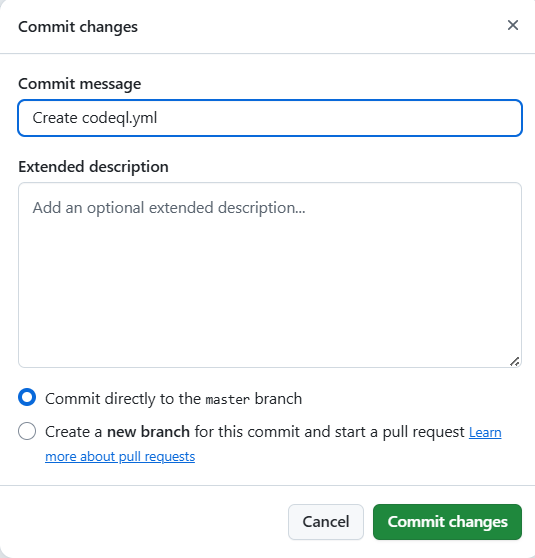 Commit changes
Commit message
Create codeql.yml
Extended description
Add an optional extended description...
Commit directly to the master branch
Create a new branch for this commit and start a pull request Learn
more about pull requests
Cancel
Commit changes